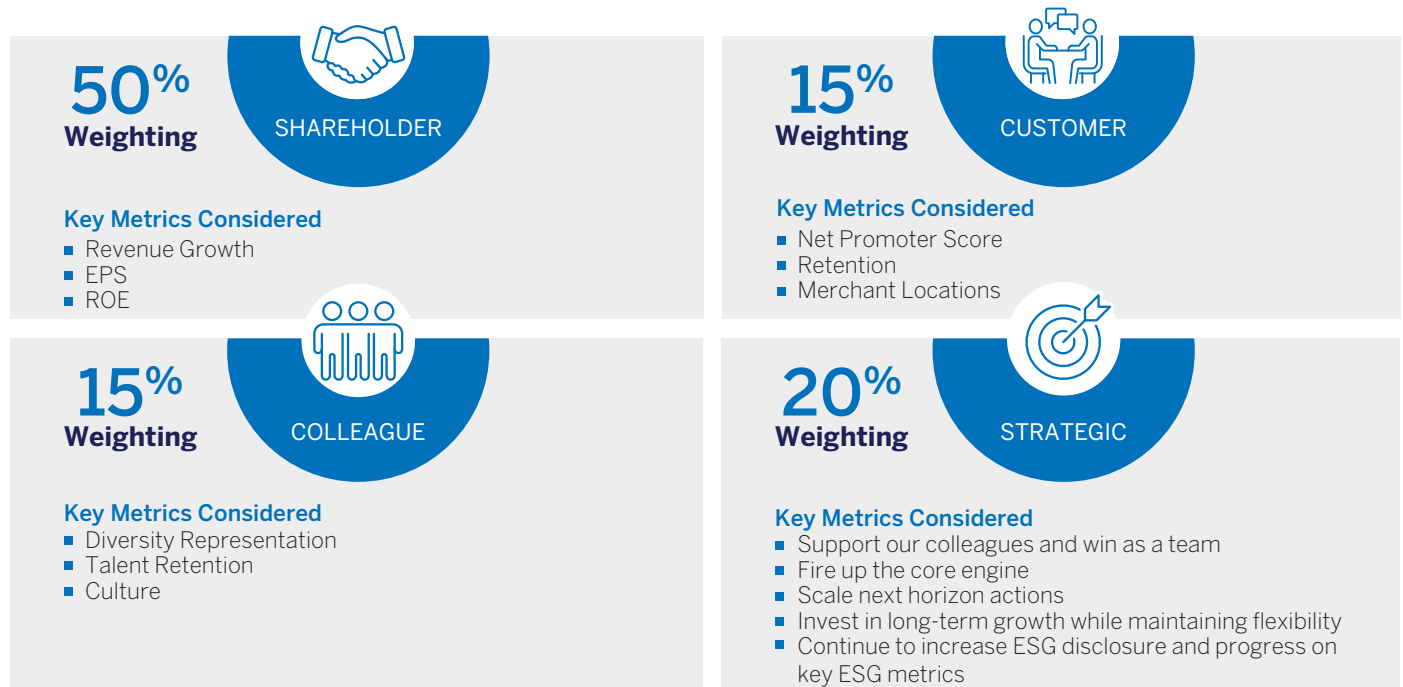 50%
Weighting
SHAREHOLDER
Key Metrics Considered
Revenue Growth
EPS
ROE
15%
Weighting
CUSTOMER
Key Metrics Considered
Net Promoter Score
Retention
Merchant Locations
15%
Weighting
COLLEAGUE
Key Metrics Considered
Diversity Representation
Talent Retention
Culture
20%
Weighting
STRATEGIC
Key Metrics Considered
Support our colleagues and win as a team
Fire up the core engine
Scale next horizon actions
Invest in long-term growth while maintaining flexibility
Continue to increase ESG disclosure and progress on
key ESG metrics